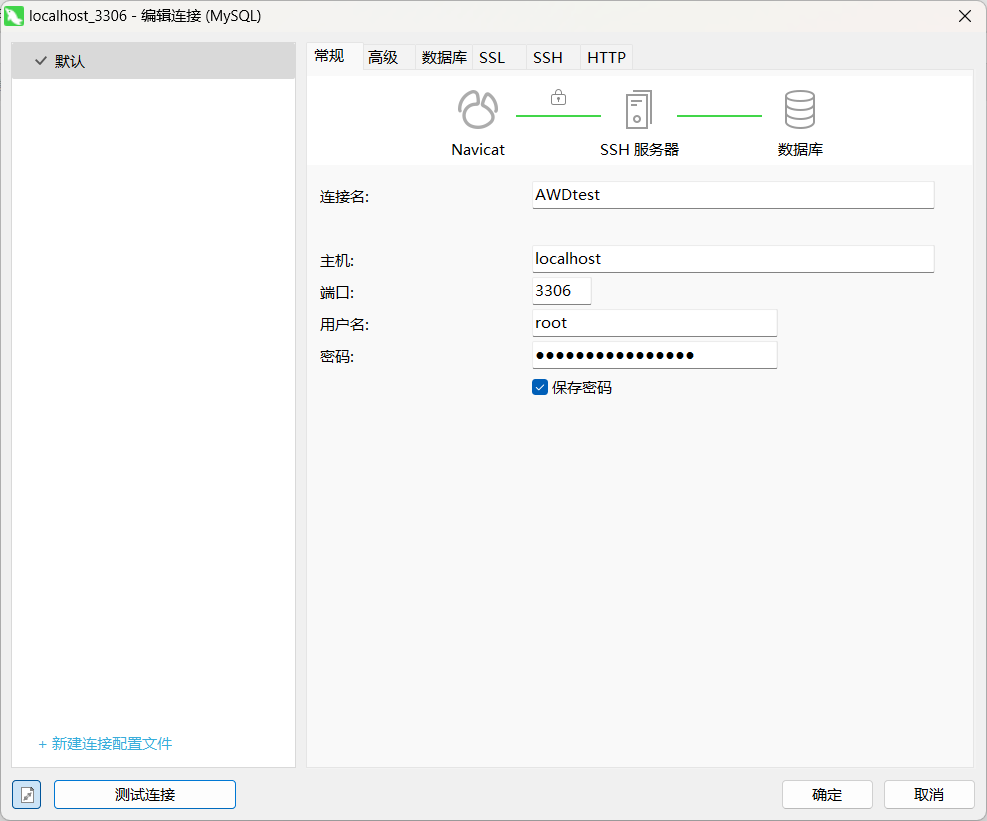 localhost_3306 - 编辑连接 (MySQL)
默认
常规 高级 数据库 SSL SSH HTTP
Navicat SSH 服务器 数据库
连接名: AWDtest
主机: localhost
端口: 3306
用户名: root
密码: ●●●●●●●●●●●●●●●●
保存密码
+ 新建连接配置文件
测试连接 确定 取消